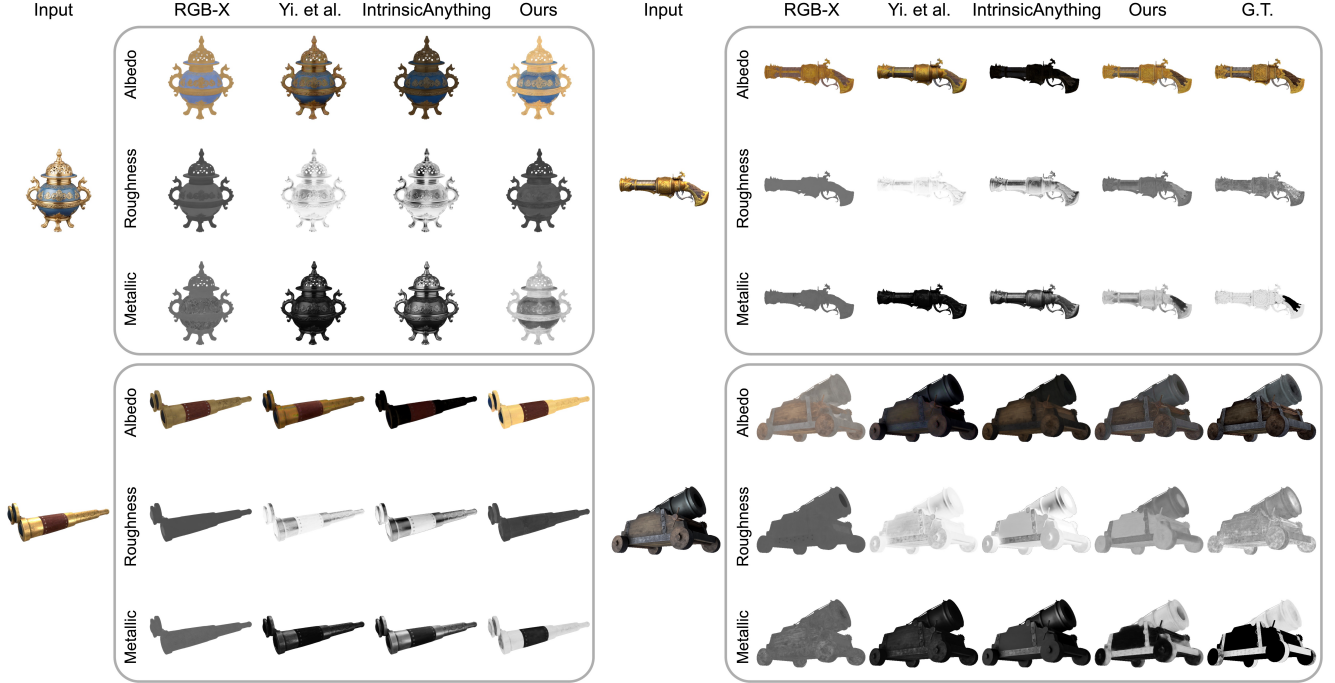 Input RGB-X Yi. et al. IntrinsicAnything Ours Input RGB-X Yi. et al. IntrinsicAnything Ours G.T.
Albedo
Roughness
Metallic
Albedo
Roughness
Metallic
Albedo
Roughness
Metallic
Albedo
Roughness
Metallic